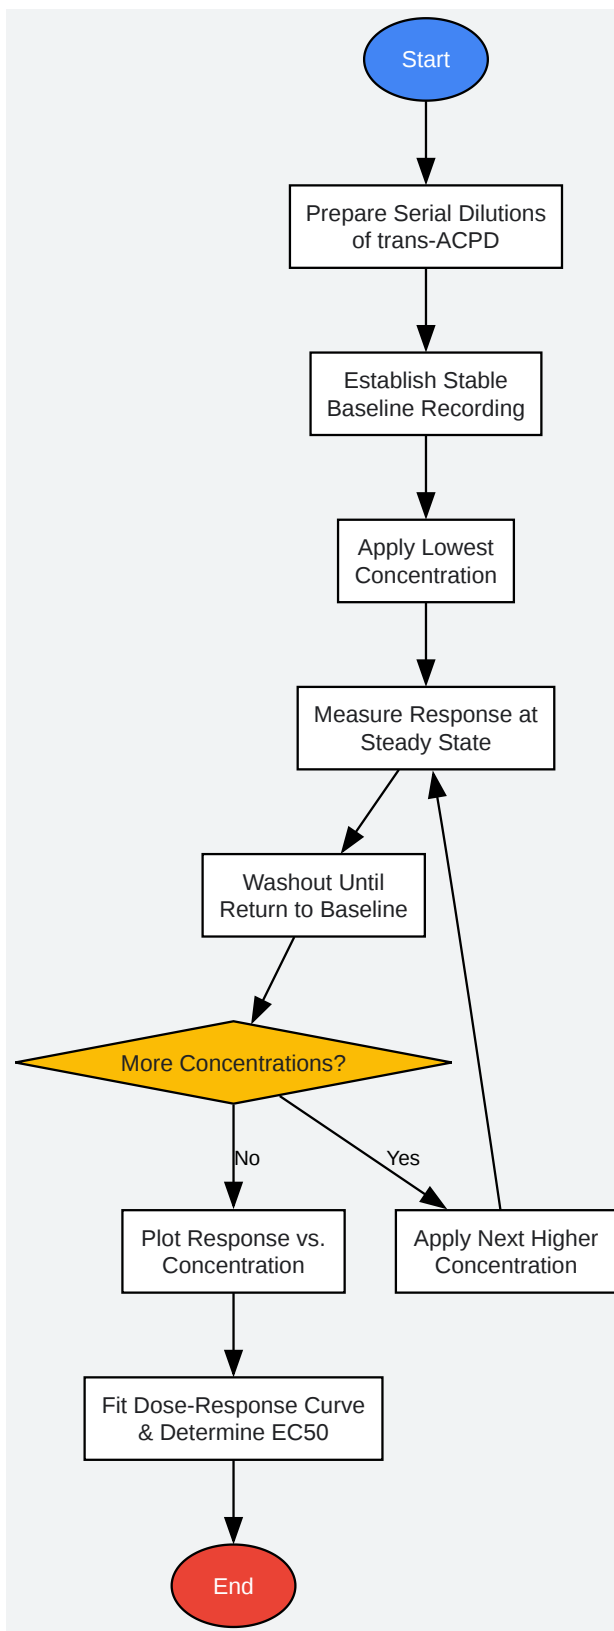 Start
Prepare Serial Dilutions
of trans-ACPD
Establish Stable
Baseline Recording
Apply Lowest
Concentration
Measure Response at
Steady State
Washout Until
Return to Baseline
More Concentrations?
No
Yes
Plot Response vs.
Concentration
Apply Next Higher
Concentration
Fit Dose-Response Curve
& Determine EC50
End